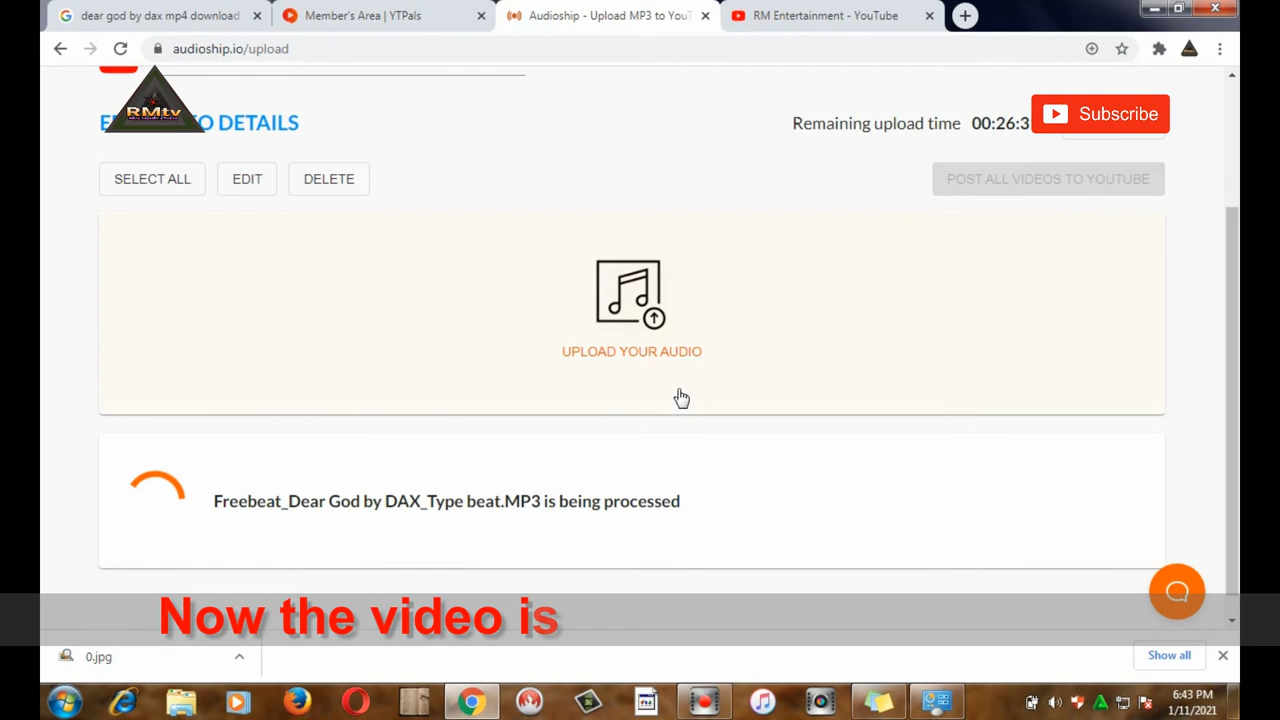 dear god by dax mp4 download
Member's Area | YTPals
Audioship - Upload MP3 to YouT
RM Entertainment - YouTube
audioship.io/upload
RMtv
DETAILS
Remaining upload time 00:26:3
Subscribe
SELECT ALL
EDIT
DELETE
POST ALL VIDEOS TO YOUTUBE
UPLOAD YOUR AUDIO
Freebeat_Dear God by DAX_Type beat.MP3 is being processed
Now the video is
0.jpg
Show all
6:43 PM
1/11/2021